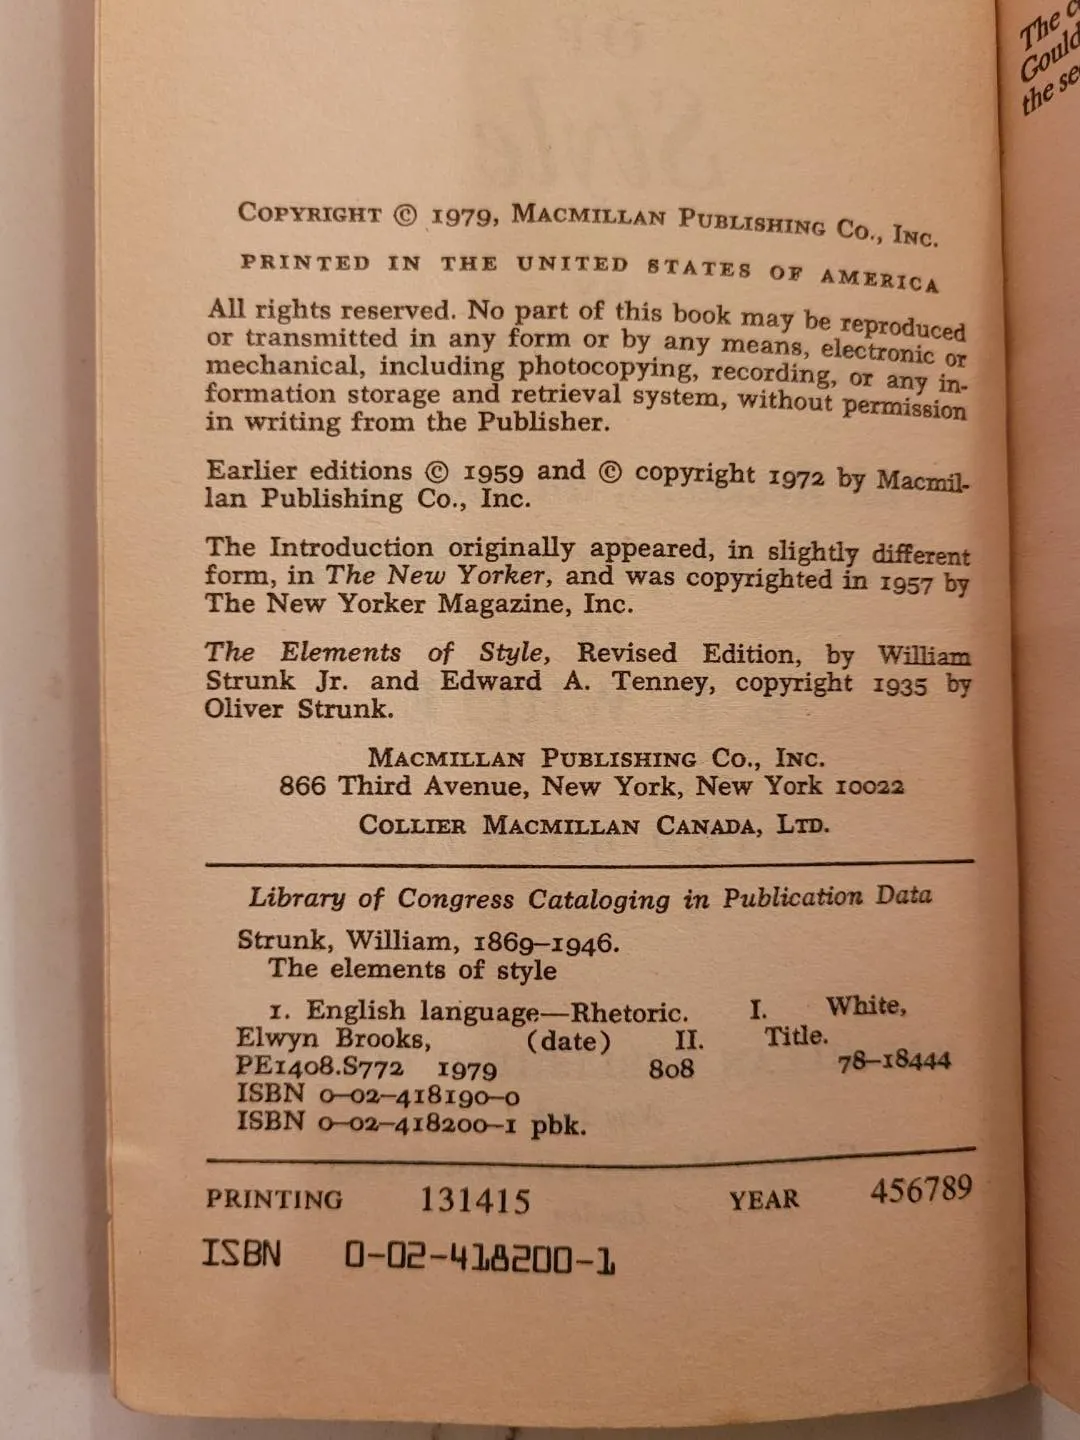 COPYRIGHT © 1979, MACMILLAN PUBLISHING CO., INC.
PRINTED IN THE UNITED STATES OF AMERICA
All rights reserved. No part of this book may be reproduced
or transmitted in any form or by any means, electronic or
mechanical, including photocopying, recording, or any in-
formation storage and retrieval system, without permission
in writing from the Publisher.
Earlier editions © 1959 and © copyright 1972 by Macmil-
lan Publishing Co., Inc.
The Introduction originally appeared, in slightly different
form, in The New Yorker, and was copyrighted in 1957 by
The New Yorker Magazine, Inc.
The Elements of Style, Revised Edition, by William
Strunk Jr. and Edward A. Tenney, copyright 1935 by
Oliver Strunk.
MACMILLAN PUBLISHING CO., INC.
866 Third Avenue, New York, New York 10022
COLLIER MACMILLAN CANADA, LTD.
Library of Congress Cataloging in Publication Data
Strunk, William, 1869–1946.
The elements of style
1. English language—Rhetoric. I. White,
Elwyn Brooks, (date) II. Title.
PE1408.S772 1979 808 78–18444
ISBN 0–02–418190–0
ISBN 0–02–418200–1 pbk.
PRINTING 131415 YEAR 456789
ISBN 0-02-418200-1
The
Gould
the